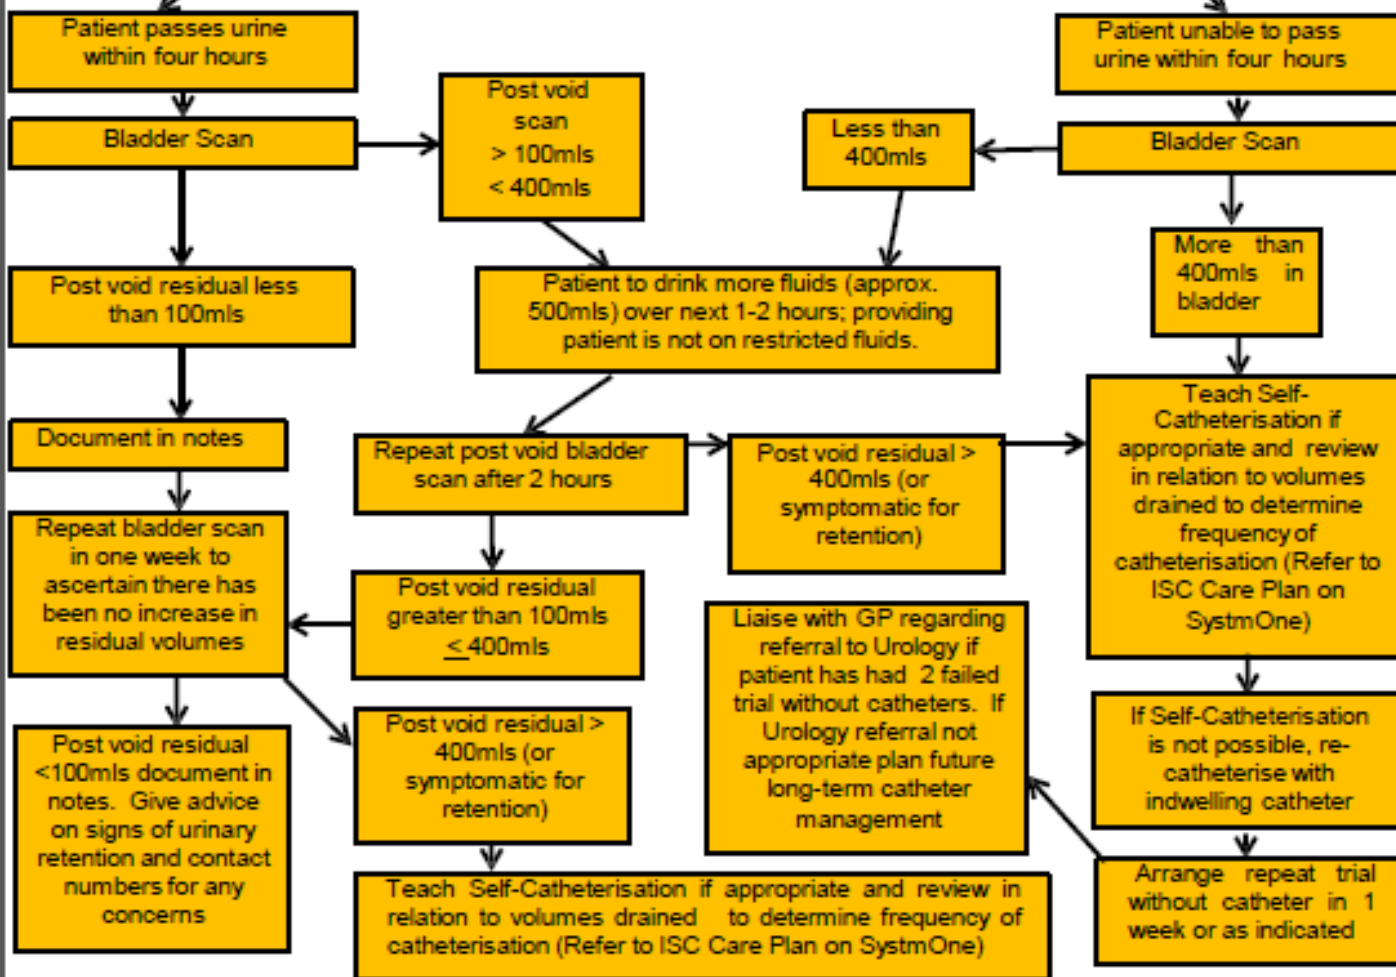 Patient passes urine
within four hours
Bladder Scan
Post void
scan
> 100mls
< 400mls
Less than
400mls
Patient unable to pass
urine within four hours
Bladder Scan
More than
400mls in
bladder
Post void residual less
than 100mls
Patient to drink more fluids (approx.
500mls) over next 1-2 hours; providing
patient is not on restricted fluids.
Document in notes
Repeat post void bladder
scan after 2 hours
Post void residual >
400mls (or
symptomatic for
retention)
Teach Self-
Catheterisation if
appropriate and review
in relation to volumes
drained to determine
frequency of
catheterisation (Refer to
ISC Care Plan on
SystmOne)
Repeat bladder scan
in one week to
ascertain there has
been no increase in
residual volumes
Post void residual
greater than 100mls
< 400mls
Liaise with GP regarding
referral to Urology if
patient has had 2 failed
trial without catheters. If
Urology referral not
appropriate plan future
long-term catheter
management
If Self-Catheterisation
is not possible, re-
catheterise with
indwelling catheter
Post void residual
<100mls document in
notes. Give advice
on signs of urinary
retention and contact
numbers for any
concerns
Post void residual >
400mls (or
symptomatic for
retention)
Teach Self-Catheterisation if appropriate and review in
relation to volumes drained to determine frequency of
catheterisation (Refer to ISC Care Plan on SystmOne)
Arrange repeat trial
without catheter in 1
week or as indicated